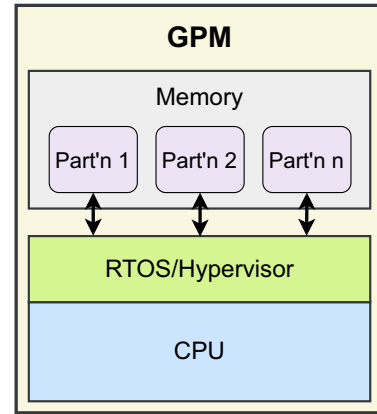 GPM
Memory
Part'n 1 Part'n 2 Part'n n
RTOS/Hypervisor
CPU